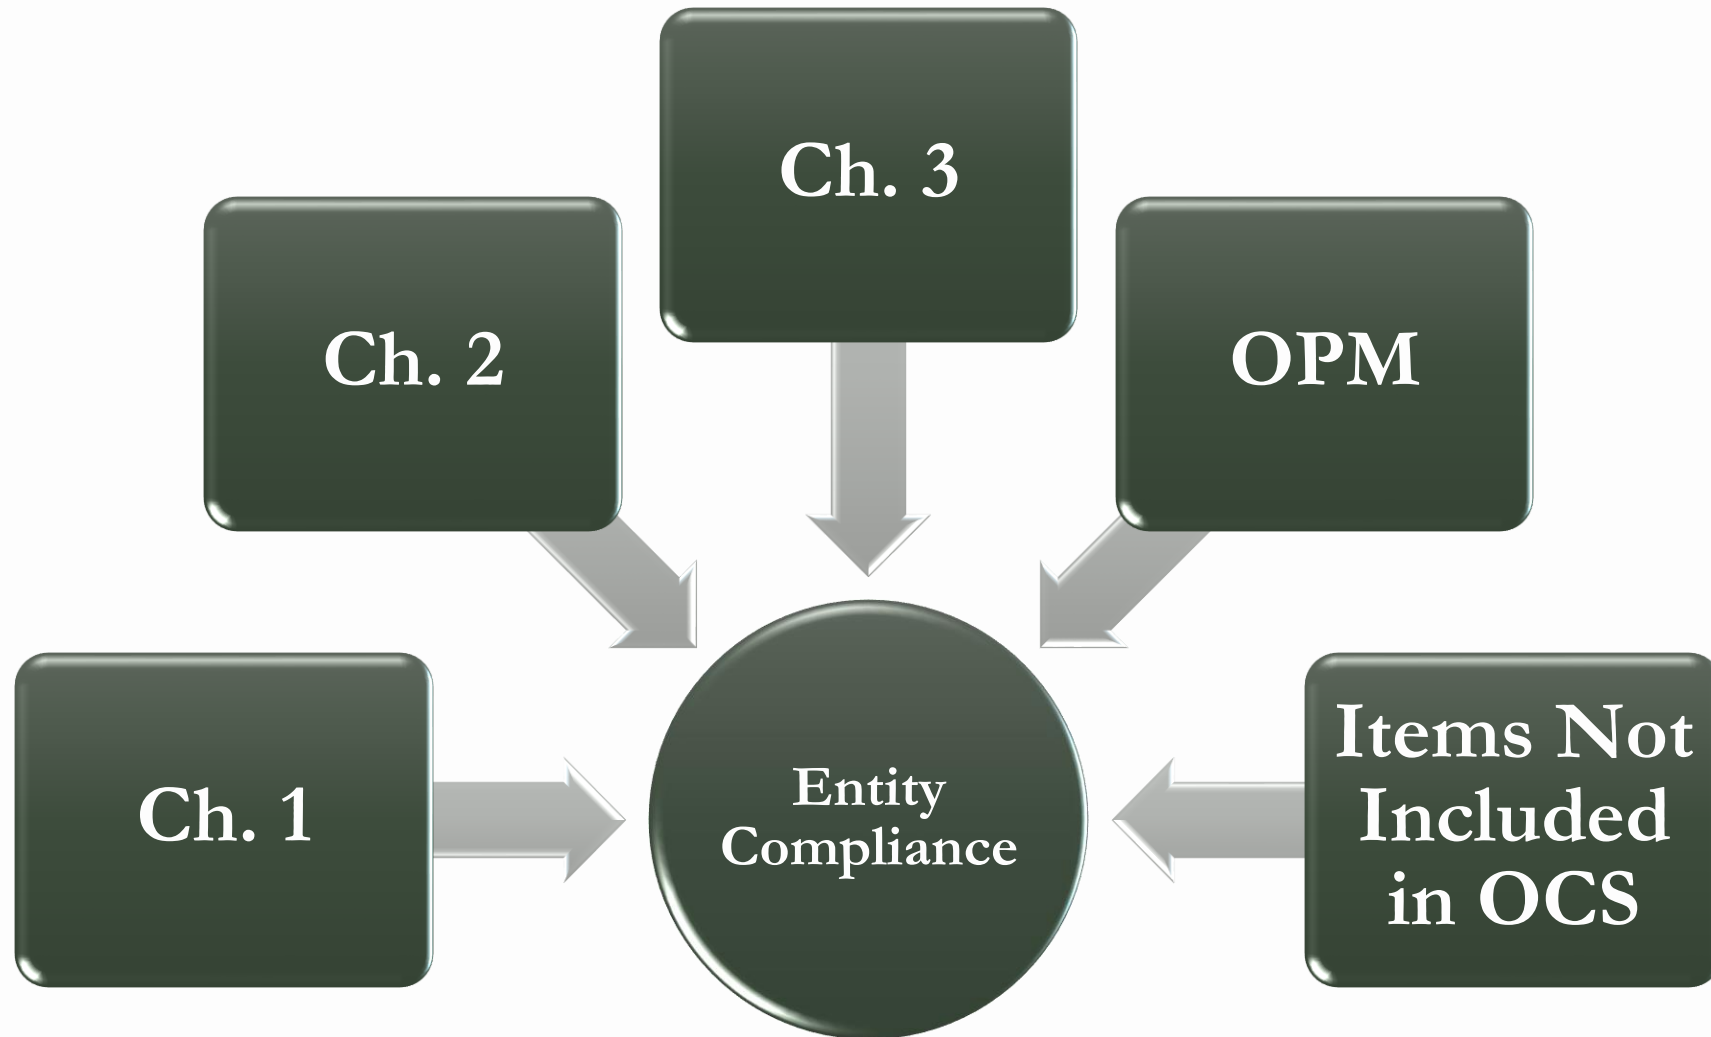 Ch. 3
Ch. 2
OPM
Ch. 1
Entity
Compliance
Items Not
Included
in OCS